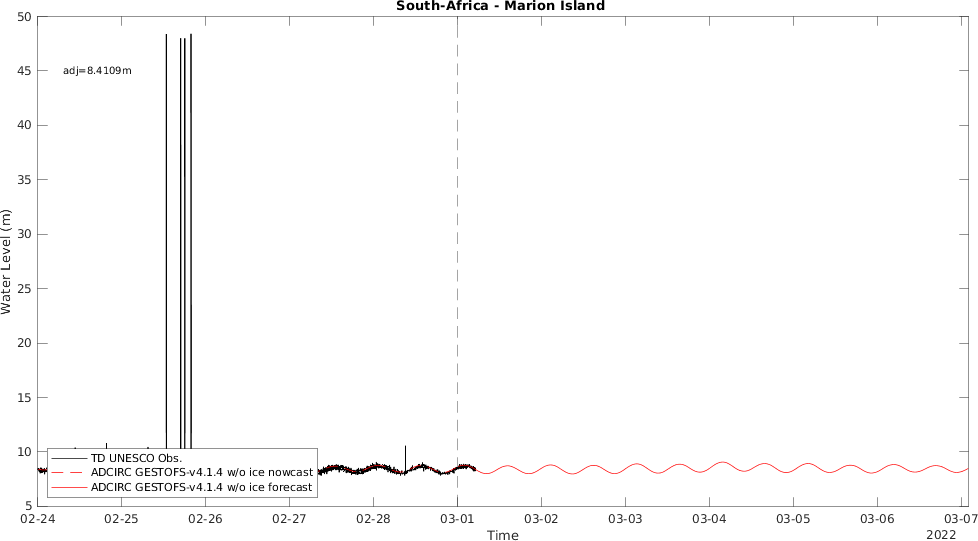 South-Africa - Marion Island
50
45
40
35
30
25
20
15
10
5
Water Level (m)
adj=8.4109m
TD UNESCO Obs.
ADCIRC GESTOFS-v4.1.4 w/o ice nowcast
ADCIRC GESTOFS-v4.1.4 w/o ice forecast
02-24 02-25 02-26 02-27 02-28 03-01 03-02 03-03 03-04 03-05 03-06 03-07
Time
2022